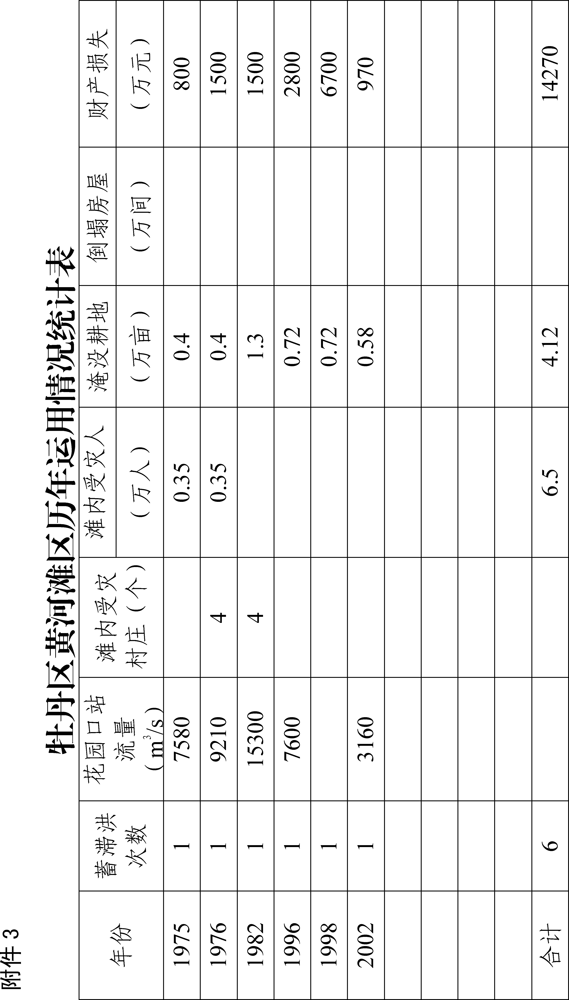 附件 3
牡丹区黄河滩区历年运用情况统计表
年份 蓄滞洪次数 花园口站流量（m³/s） 滩内受灾村庄（个） 滩内受灾人（万人） 淹没耕地（万亩） 倒塌房屋（万间） 财产损失（万元）
1975 1 7580 0.35 0.4 800
1976 1 9210 4 0.35 0.4 1500
1982 1 15300 4 1.3 1500
1996 1 7600 0.72 2800
1998 1 0.72 6700
2002 1 3160 0.58 970
合计 6 6.5 4.12 14270